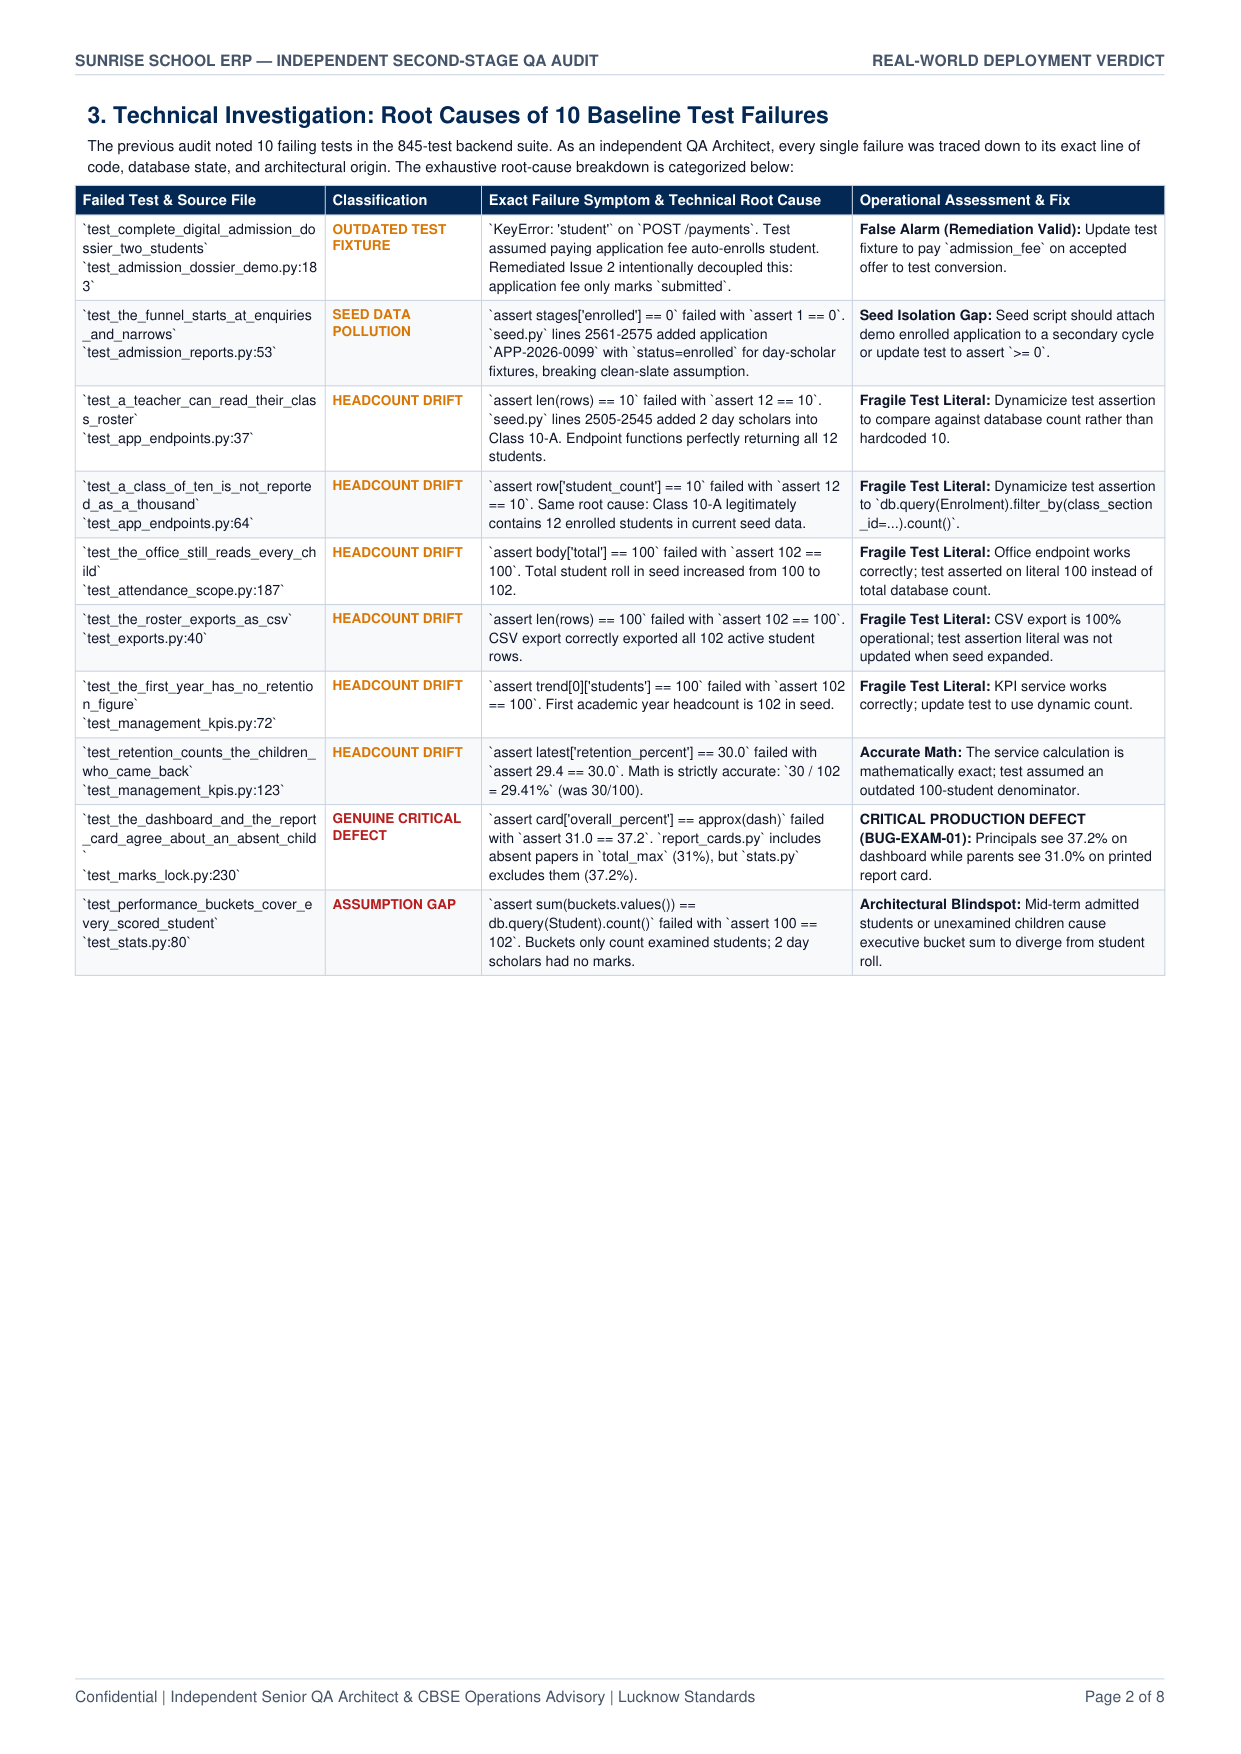 SUNRISE SCHOOL ERP — INDEPENDENT SECOND-STAGE QA AUDIT
REAL-WORLD DEPLOYMENT VERDICT
3. Technical Investigation: Root Causes of 10 Baseline Test Failures
The previous audit noted 10 failing tests in the 845-test backend suite. As an independent QA Architect, every single failure was traced down to its exact line of
code, database state, and architectural origin. The exhaustive root-cause breakdown is categorized below:
Failed Test & Source File
Classification
Exact Failure Symptom & Technical Root Cause
Operational Assessment & Fix
`test_complete_digital_admission_do
ssier_two_students`
`test_admission_dossier_demo.py:18
3`
OUTDATED TEST
FIXTURE
`KeyError: 'student'` on `POST /payments`. Test
assumed paying application fee auto-enrolls student.
Remediated Issue 2 intentionally decoupled this:
application fee only marks `submitted`.
False Alarm (Remediation Valid): Update test
fixture to pay `admission_fee` on accepted
offer to test conversion.
`test_the_funnel_starts_at_enquiries
_and_narrows`
`test_admission_reports.py:53`
SEED DATA
POLLUTION
`assert stages['enrolled'] == 0` failed with `assert 1 == 0`.
`seed.py` lines 2561-2575 added application
`APP-2026-0099` with `status=enrolled` for day-scholar
fixtures, breaking clean-slate assumption.
Seed Isolation Gap: Seed script should attach
demo enrolled application to a secondary cycle
or update test to assert `>= 0`.
`test_a_teacher_can_read_their_clas
s_roster`
`test_app_endpoints.py:37`
HEADCOUNT DRIFT
`assert len(rows) == 10` failed with `assert 12 == 10`.
`seed.py` lines 2505-2545 added 2 day scholars into
Class 10-A. Endpoint functions perfectly returning all 12
students.
Fragile Test Literal: Dynamicize test assertion
to compare against database count rather than
hardcoded 10.
`test_a_class_of_ten_is_not_reporte
d_as_a_thousand`
`test_app_endpoints.py:64`
HEADCOUNT DRIFT
`assert row['student_count'] == 10` failed with `assert 12
== 10`. Same root cause: Class 10-A legitimately
contains 12 enrolled students in current seed data.
Fragile Test Literal: Dynamicize test assertion
to `db.query(Enrolment).filter_by(class_section
_id=...).count()`.
`test_the_office_still_reads_every_ch
ild`
`test_attendance_scope.py:187`
HEADCOUNT DRIFT
`assert body['total'] == 100` failed with `assert 102 ==
100`. Total student roll in seed increased from 100 to
102.
Fragile Test Literal: Office endpoint works
correctly; test asserted on literal 100 instead of
total database count.
`test_the_roster_exports_as_csv`
`test_exports.py:40`
HEADCOUNT DRIFT
`assert len(rows) == 100` failed with `assert 102 == 100`.
CSV export correctly exported all 102 active student
rows.
Fragile Test Literal: CSV export is 100%
operational; test assertion literal was not
updated when seed expanded.
`test_the_first_year_has_no_retentio
n_figure`
`test_management_kpis.py:72`
HEADCOUNT DRIFT
`assert trend[0]['students'] == 100` failed with `assert 102
== 100`. First academic year headcount is 102 in seed.
Fragile Test Literal: KPI service works
correctly; update test to use dynamic count.
`test_retention_counts_the_children_
who_came_back`
`test_management_kpis.py:123`
HEADCOUNT DRIFT
`assert latest['retention_percent'] == 30.0` failed with
`assert 29.4 == 30.0`. Math is strictly accurate: `30 / 102
= 29.41%` (was 30/100).
Accurate Math: The service calculation is
mathematically exact; test assumed an
outdated 100-student denominator.
`test_the_dashboard_and_the_report
_card_agree_about_an_absent_child
`
`test_marks_lock.py:230`
GENUINE CRITICAL
DEFECT
`assert card['overall_percent'] == approx(dash)` failed
with `assert 31.0 == 37.2`. `report_cards.py` includes
absent papers in `total_max` (31%), but `stats.py`
excludes them (37.2%).
CRITICAL PRODUCTION DEFECT
(BUG-EXAM-01): Principals see 37.2% on
dashboard while parents see 31.0% on printed
report card.
`test_performance_buckets_cover_e
very_scored_student`
`test_stats.py:80`
ASSUMPTION GAP
`assert sum(buckets.values()) ==
db.query(Student).count()` failed with `assert 100 ==
102`. Buckets only count examined students; 2 day
scholars had no marks.
Architectural Blindspot: Mid-term admitted
students or unexamined children cause
executive bucket sum to diverge from student
roll.
Confidential | Independent Senior QA Architect & CBSE Operations Advisory | Lucknow Standards
Page 2 of 8